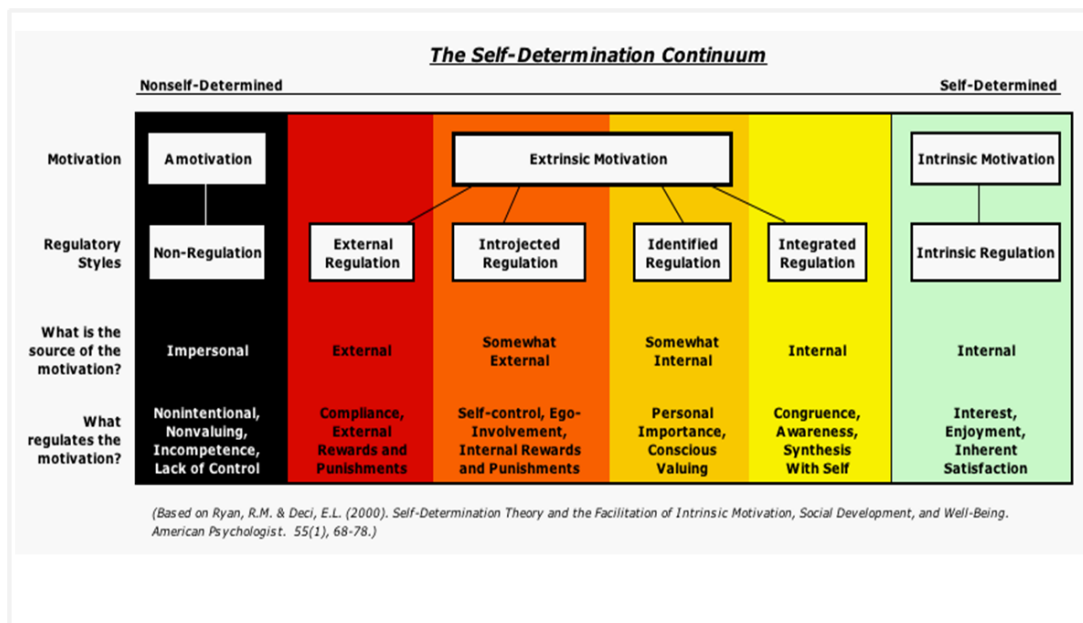 The Self-Determination Continuum
Nonself-Determined
Self-Determined
Motivation
Amotivation
Extrinsic Motivation
Intrinsic Motivation
Regulatory
Styles
Non-Regulation
External
Regulation
Introjected
Regulation
Identified
Regulation
Integrated
Regulation
Intrinsic Regulation
What is the
source of the
motivation?
Impersonal
External
Somewhat
External
Somewhat
Internal
Internal
Internal
What
regulates the
motivation?
Nonintentional,
Nonvaluing,
Incompetence,
Lack of Control
Compliance,
External
Rewards and
Punishments
Self-control, Ego-
Involvement,
Internal Rewards
and Punishments
Personal
Importance,
Conscious
Valuing
Congruence,
Awareness,
Synthesis
With Self
Interest,
Enjoyment,
Inherent
Satisfaction
(Based on Ryan, R.M. & Deci, E.L. (2000). Self-Determination Theory and the Facilitation of Intrinsic Motivation, Social Development, and Well-Being.
American Psychologist. 55(1), 68-78.)